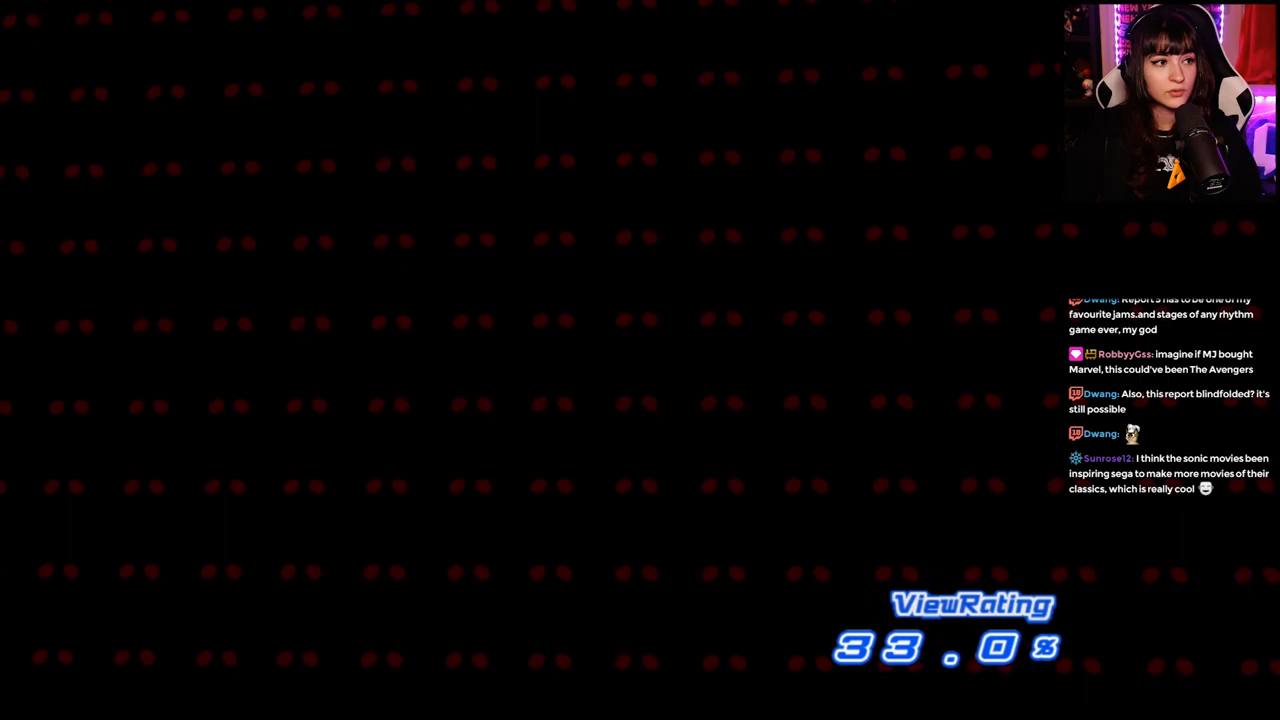 Dwang: Report 5 has to be one of my
favourite jams.and stages of any rhythm
game ever, my god
RobbyyGss: imagine if MJ bought
Marvel, this could've been The Avengers
Dwang: Also, this report blindfolded? it's
still possible
Dwang:
Sunrose12: I think the sonic movies been
inspiring sega to make more movies of their
classics, which is really cool
ViewRating
33.0%